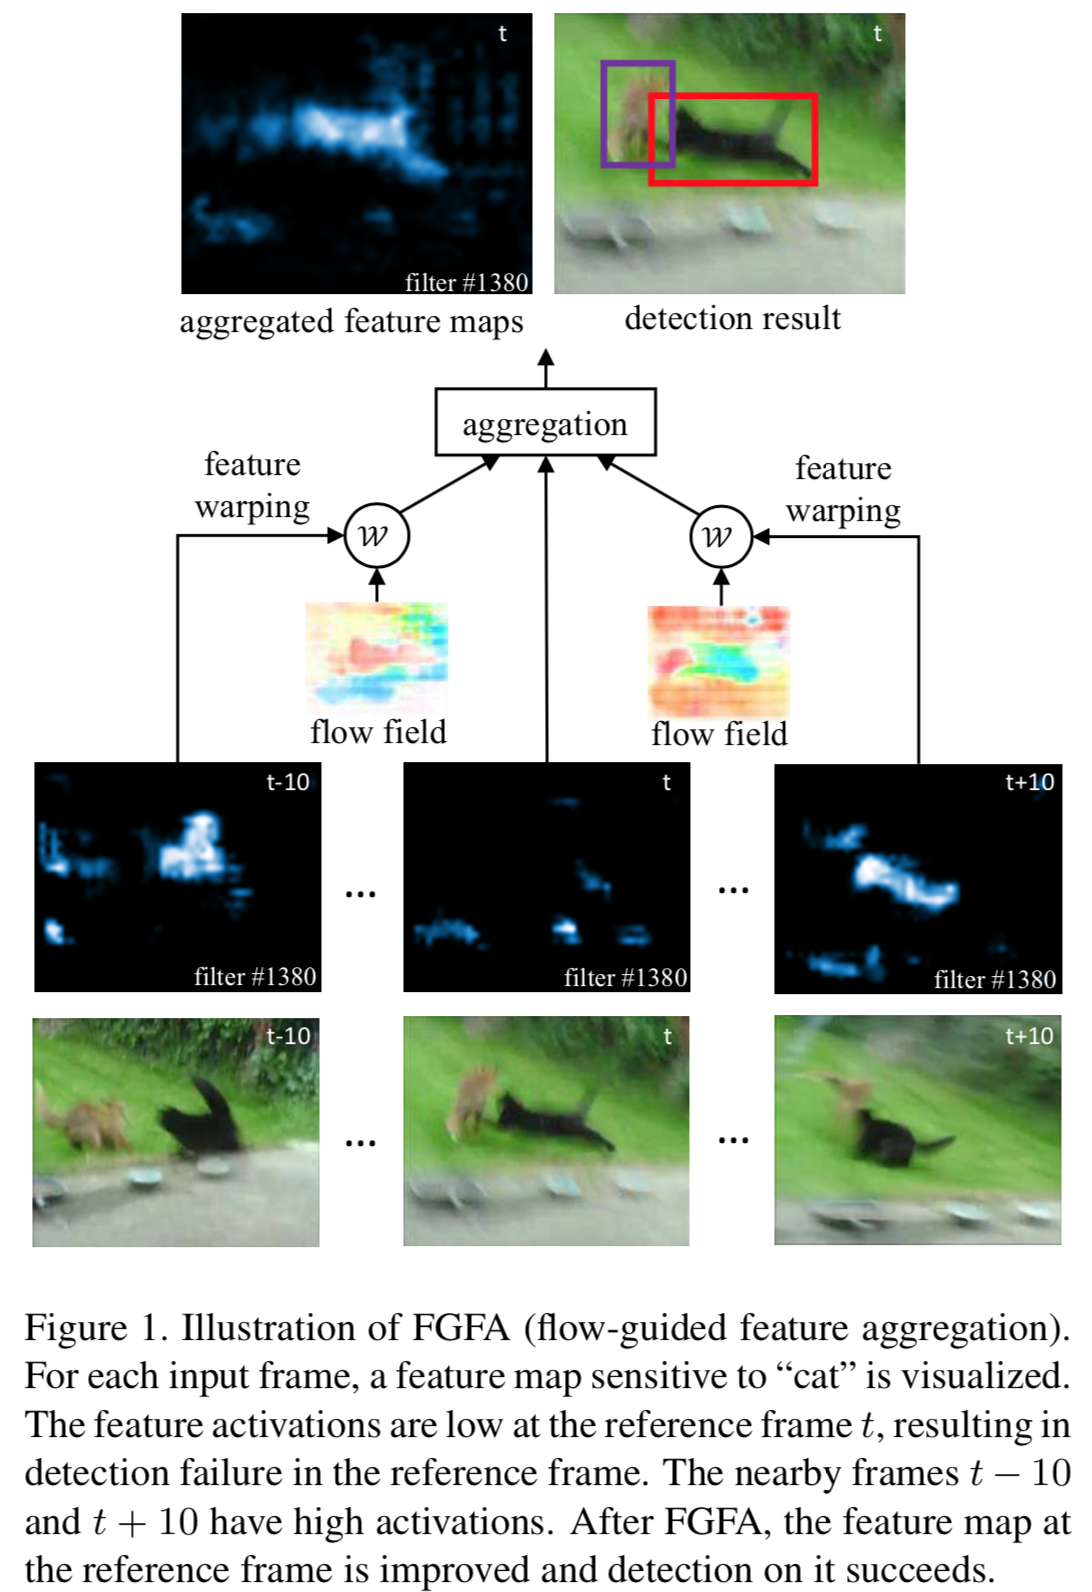 t
t
filter #1380
aggregated feature maps
detection result
aggregation
feature
warping
feature
warping
W
W
flow field
flow field
t-10
t
t+10
...
...
filter #1380
filter #1380
filter #1380
t-10
t
t+10
...
...
Figure 1. Illustration of FGFA (flow-guided feature aggregation).
For each input frame, a feature map sensitive to “cat” is visualized.
The feature activations are low at the reference frame t, resulting in
detection failure in the reference frame. The nearby frames t − 10
and t + 10 have high activations. After FGFA, the feature map at
the reference frame is improved and detection on it succeeds.